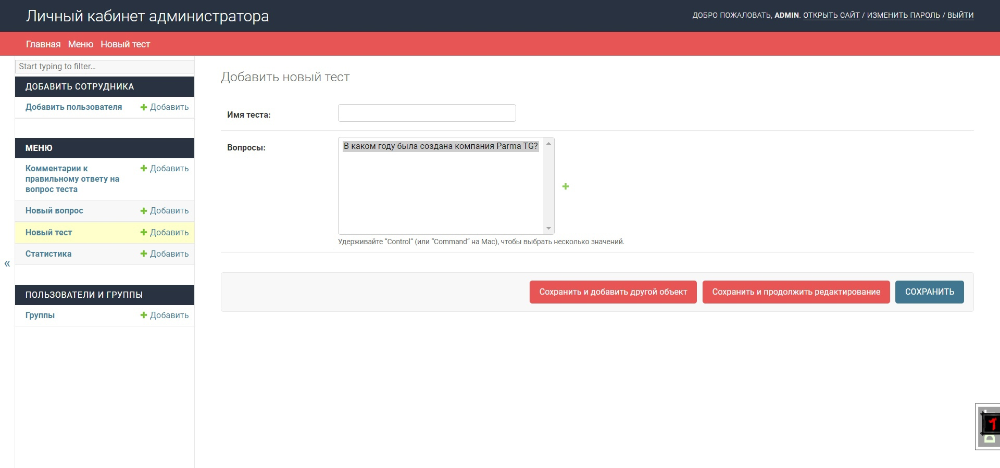 Личный кабинет администратора
ДОБРО ПОЖАЛОВАТЬ, ADMIN. ОТКРЫТЬ САЙТ / ИЗМЕНИТЬ ПАРОЛЬ / ВЫЙТИ
Главная Меню Новый тест
Start typing to filter...
ДОБАВИТЬ СОТРУДНИКА
Добавить пользователя Добавить
МЕНЮ
Комментарии к Добавить
правильному ответу на
вопрос теста
Новый вопрос Добавить
Новый тест Добавить
Статистика Добавить
«
ПОЛЬЗОВАТЕЛИ И ГРУППЫ
Группы Добавить
Добавить новый тест
Имя теста:
Вопросы:
В каком году была создана компания Parma TG?
Удерживайте “Control“ (или “Command“ на Mac), чтобы выбрать несколько значений.
Сохранить и добавить другой объект Сохранить и продолжить редактирование СОХРАНИТЬ
1